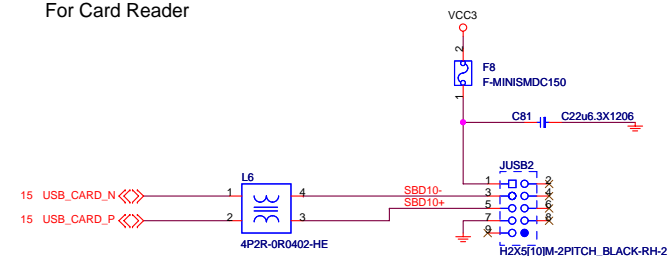 For Card Reader
VCC3
2
F8
F-MINISMDC150
1
C81 C22u6.3X1206
L6
JUSB2
15 USB_CARD_N 1 4 SBD10- 1 2
3 4
15 USB_CARD_P 2 3 SBD10+ 5 6
7 8
9
4P2R-0R0402-HE
H2X5[10]M-2PITCH_BLACK-RH-2